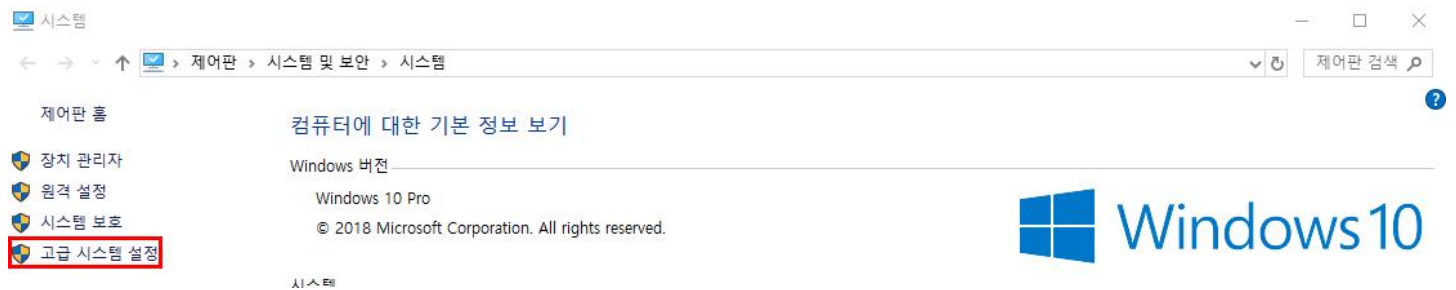 시스템
제어판 › 시스템 및 보안 › 시스템
제어판 검색
제어판 홈
장치 관리자
원격 설정
시스템 보호
고급 시스템 설정
컴퓨터에 대한 기본 정보 보기
Windows 버전
Windows 10 Pro
© 2018 Microsoft Corporation. All rights reserved.
Windows 10
시스템